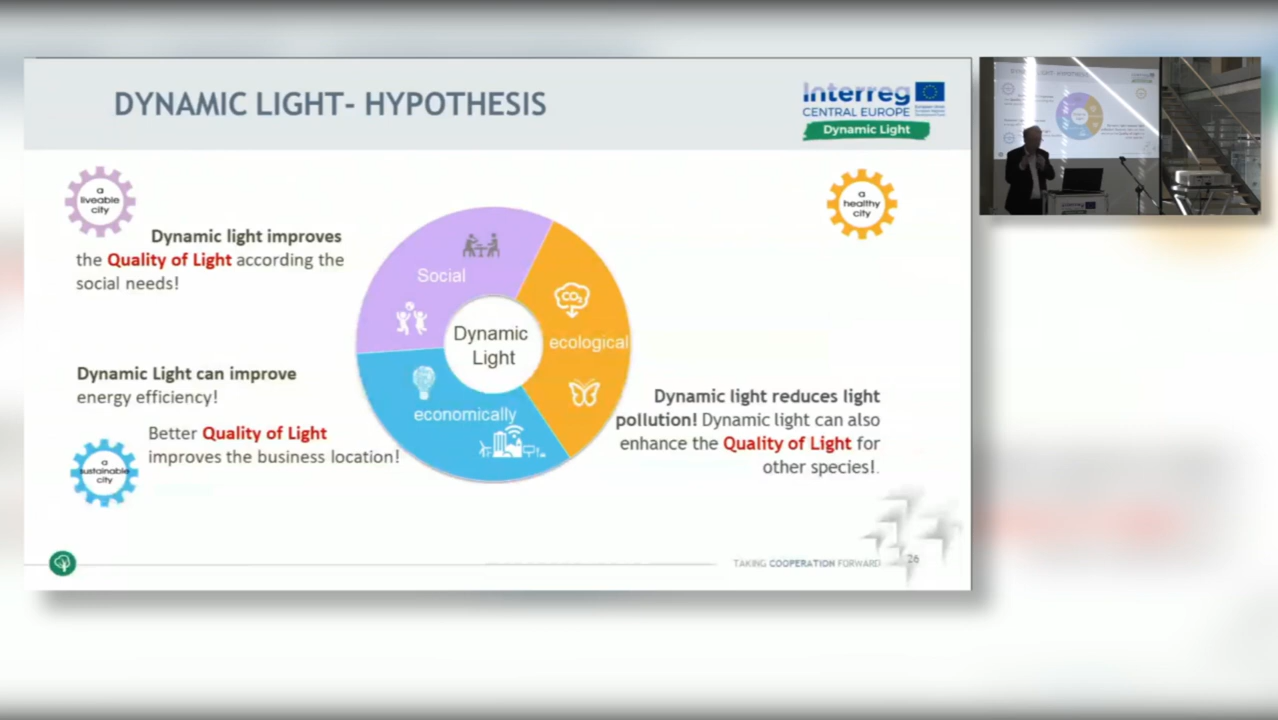 DYNAMIC LIGHT- HYPOTHESIS
Interreg
CENTRAL EUROPE
Dynamic Light
a
liveable
city
a
healthy
city
Dynamic light improves
the Quality of Light according the
social needs!
Social
Dynamic
Light
ecological
CO2
economically
Dynamic Light can improve
energy efficiency!
Better Quality of Light
improves the business location!
a
sustainable
city
Dynamic light reduces light
pollution! Dynamic light can also
enhance the Quality of Light for
other species!.
TAKING COOPERATION FORWARD
26